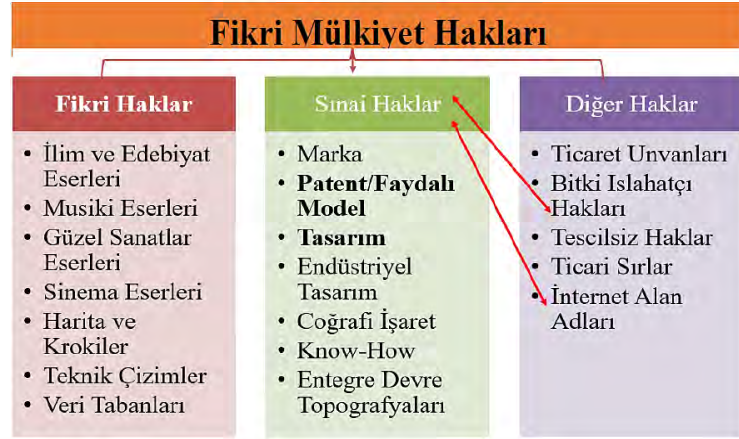 Fikri Mülkiyet Hakları
Fikri Haklar
• İlim ve Edebiyat
Eserleri
• Musiki Eserleri
• Güzel Sanatlar
Eserleri
• Sinema Eserleri
• Harita ve
Krokiler
• Teknik Çizimler
• Veri Tabanları
Sınai Haklar
• Marka
• Patent/Faydalı
Model
• Tasarım
• Endüstriyel
Tasarım
• Coğrafi İşaret
• Know-How
• Entegre Devre
Topografyaları
Diğer Haklar
• Ticaret Unvanları
• Bitki Islahatçı
Hakları
• Tescilsiz Haklar
• Ticari Sırlar
• İnternet Alan
Adları